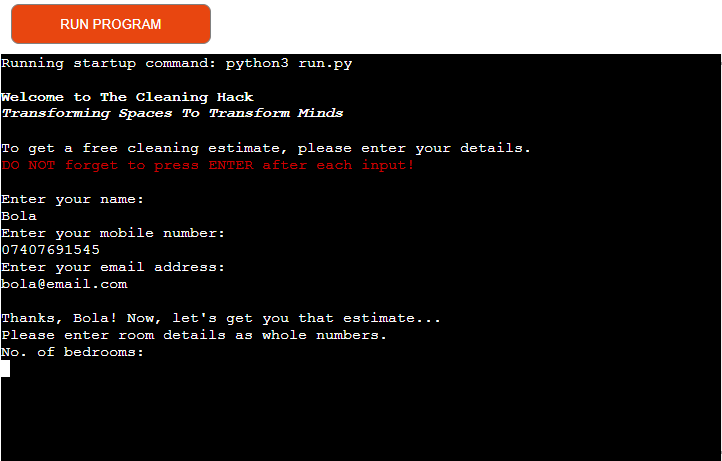 RUN PROGRAM
Running startup command: python3 run.py
Welcome to The Cleaning Hack
Transforming Spaces To Transform Minds
To get a free cleaning estimate, please enter your details.
DO NOT forget to press ENTER after each input!
Enter your name:
Bola
Enter your mobile number:
07407691545
Enter your email address:
bola@email.com
Thanks, Bola! Now, let's get you that estimate...
Please enter room details as whole numbers.
No. of bedrooms: